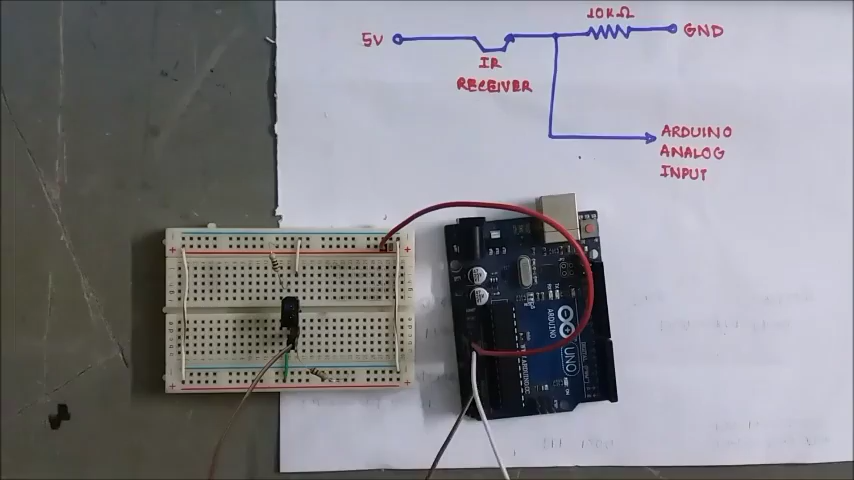 10KΩ
5V
GND
IR
RECEIVER
ARDUINO
ANALOG
INPUT
ARDUINO
UNO